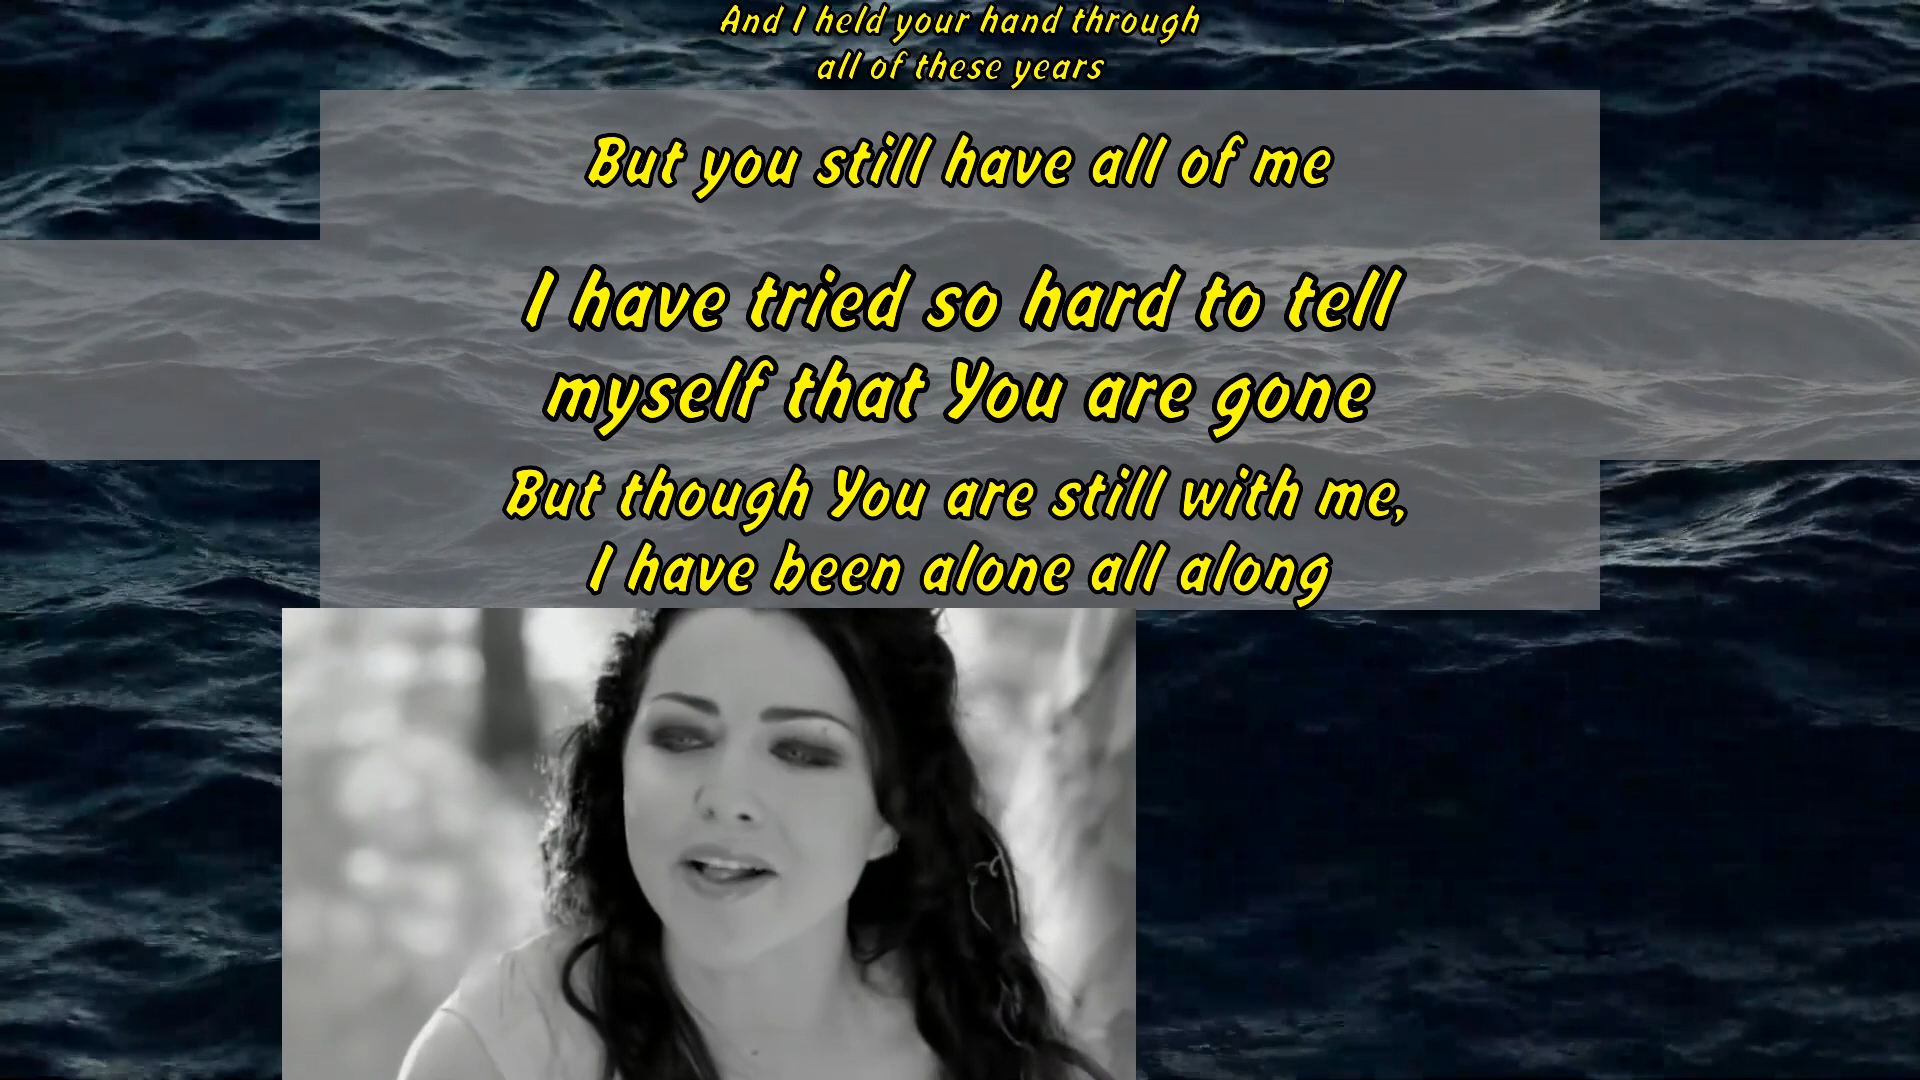 And I held your hand through
all of these years
But you still have all of me
I have tried so hard to tell
myself that You are gone
But though You are still with me,
I have been alone all along